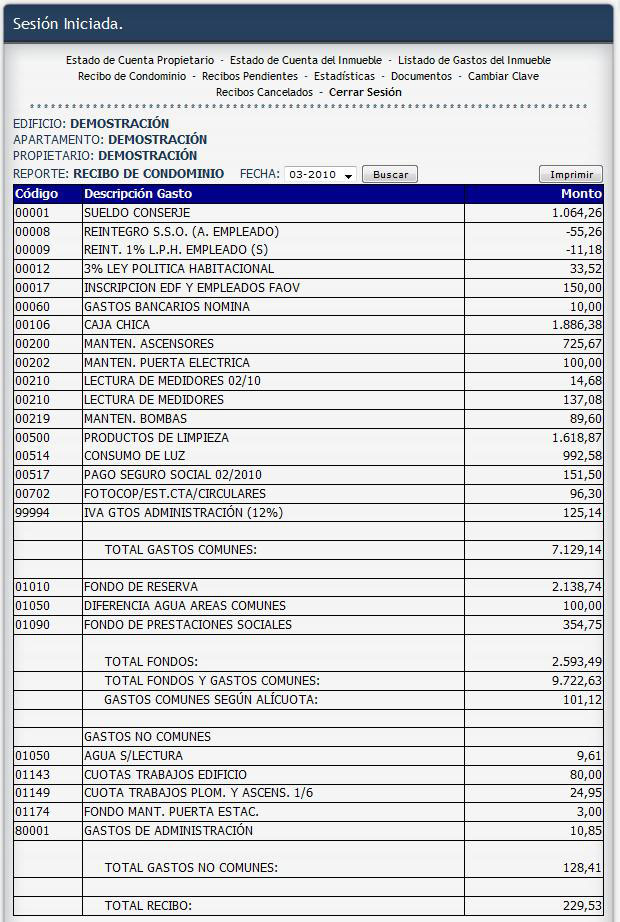 Sesión Iniciada.
Estado de Cuenta Propietario - Estado de Cuenta del Inmueble - Listado de Gastos del Inmueble
Recibo de Condominio - Recibos Pendientes - Estadísticas - Documentos - Cambiar Clave
Recibos Cancelados - Cerrar Sesión
EDIFICIO: DEMOSTRACIÓN
APARTAMENTO: DEMOSTRACIÓN
PROPIETARIO: DEMOSTRACIÓN
REPORTE: RECIBO DE CONDOMINIO FECHA: 03-2010 Buscar Imprimir
Código Descripción Gasto Monto
00001 SUELDO CONSERJE 1.064,26
00008 REINTEGRO S.S.O. (A. EMPLEADO) -55,26
00009 REINT. 1% L.P.H. EMPLEADO (S) -11,18
00012 3% LEY POLITICA HABITACIONAL 33,52
00017 INSCRIPCION EDF Y EMPLEADOS FAOV 150,00
00060 GASTOS BANCARIOS NOMINA 10,00
00106 CAJA CHICA 1.886,38
00200 MANTEN. ASCENSORES 725,67
00202 MANTEN. PUERTA ELECTRICA 100,00
00210 LECTURA DE MEDIDORES 02/10 14,68
00210 LECTURA DE MEDIDORES 137,08
00219 MANTEN. BOMBAS 89,60
00500 PRODUCTOS DE LIMPIEZA 1.618,87
00514 CONSUMO DE LUZ 992,58
00517 PAGO SEGURO SOCIAL 02/2010 151,50
00702 FOTOCOP/EST.CTA/CIRCULARES 96,30
99994 IVA GTOS ADMINISTRACIÓN (12%) 125,14
TOTAL GASTOS COMUNES: 7.129,14
01010 FONDO DE RESERVA 2.138,74
01050 DIFERENCIA AGUA AREAS COMUNES 100,00
01090 FONDO DE PRESTACIONES SOCIALES 354,75
TOTAL FONDOS: 2.593,49
TOTAL FONDOS Y GASTOS COMUNES: 9.722,63
GASTOS COMUNES SEGÚN ALÍCUOTA: 101,12
GASTOS NO COMUNES
01050 AGUA S/LECTURA 9,61
01143 CUOTAS TRABAJOS EDIFICIO 80,00
01149 CUOTA TRABAJOS PLOM. Y ASCENS. 1/6 24,95
01174 FONDO MANT. PUERTA ESTAC. 3,00
80001 GASTOS DE ADMINISTRACIÓN 10,85
TOTAL GASTOS NO COMUNES: 128,41
TOTAL RECIBO: 229,53